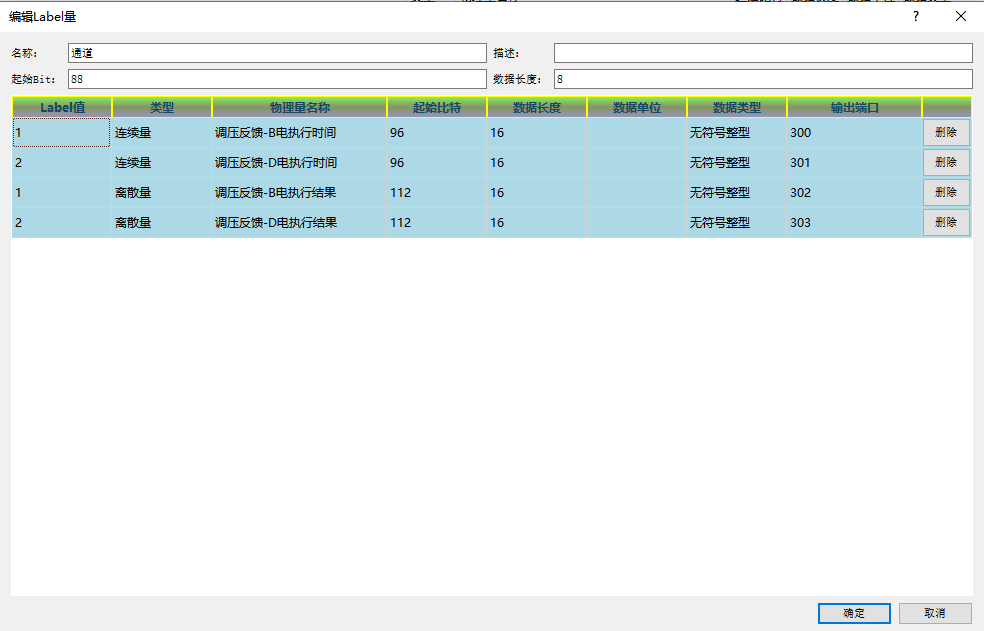 编辑Label量
名称: 通道 描述:
起始Bit: 88 数据长度: 8
Label值 类型 物理量名称 起始比特 数据长度 数据单位 数据类型 输出端口
1 连续量 调压反馈-B电执行时间 96 16 无符号整型 300 删除
2 连续量 调压反馈-D电执行时间 96 16 无符号整型 301 删除
1 离散量 调压反馈-B电执行结果 112 16 无符号整型 302 删除
2 离散量 调压反馈-D电执行结果 112 16 无符号整型 303 删除
确定 取消